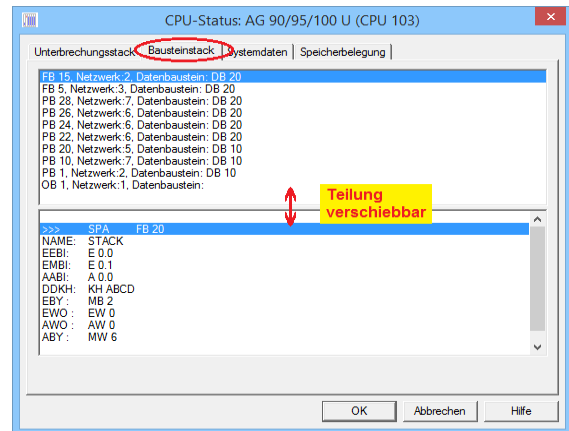 CPU-Status: AG 90/95/100 U (CPU 103)
Unterbrechungsstack Bausteinstack Systemdaten Speicherbelegung
FB 15, Netzwerk:2, Datenbaustein: DB 20
FB 5, Netzwerk:3, Datenbaustein: DB 20
PB 28, Netzwerk:7, Datenbaustein: DB 20
PB 26, Netzwerk:6, Datenbaustein: DB 20
PB 24, Netzwerk:6, Datenbaustein: DB 20
PB 22, Netzwerk:6, Datenbaustein: DB 20
PB 20, Netzwerk:5, Datenbaustein: DB 10
PB 10, Netzwerk:7, Datenbaustein: DB 10
PB 1, Netzwerk:2, Datenbaustein: DB 10
OB 1, Netzwerk:1, Datenbaustein:
Teilung
verschiebbar
>>> SPA FB 20
NAME: STACK
EEBI: E 0.0
EMBI: E 0.1
AABI: A 0.0
DDKH: KH ABCD
EBY : MB 2
EWO : EW 0
AWO : AW 0
ABY : MW 6
OK Abbrechen Hilfe